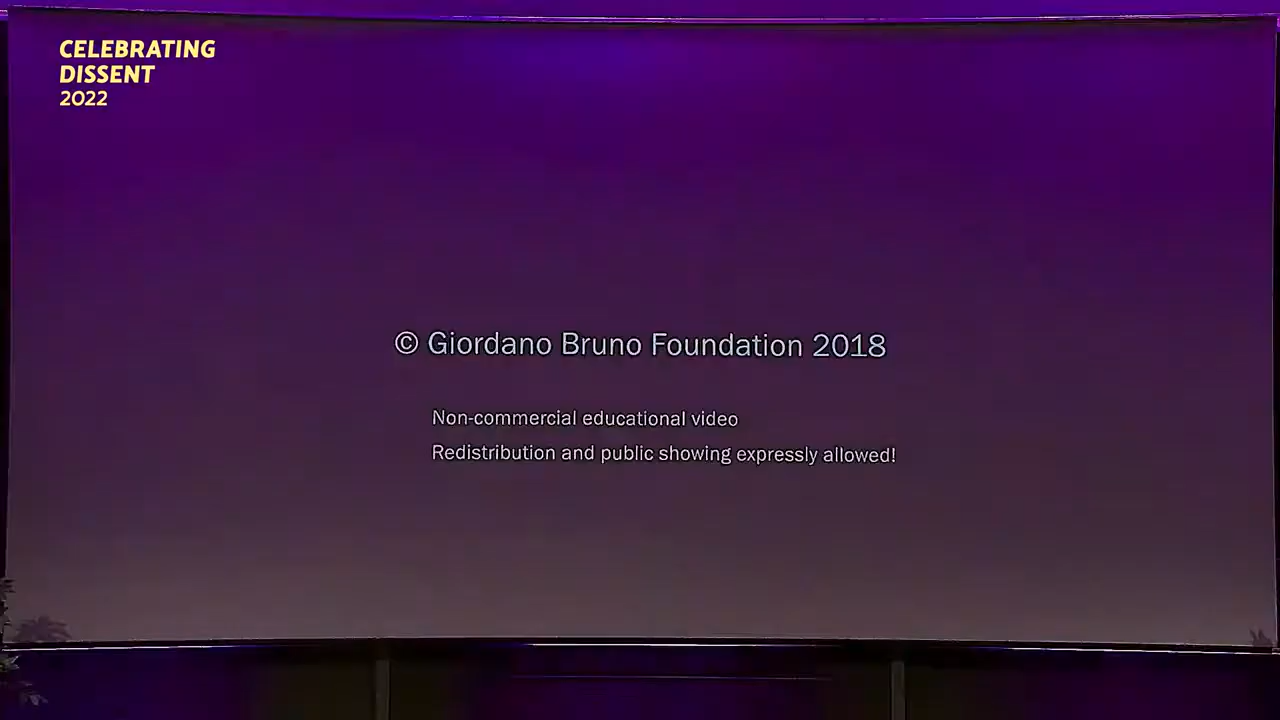 CELEBRATING
DISSENT
2022
© Giordano Bruno Foundation 2018
Non-commercial educational video
Redistribution and public showing expressly allowed!